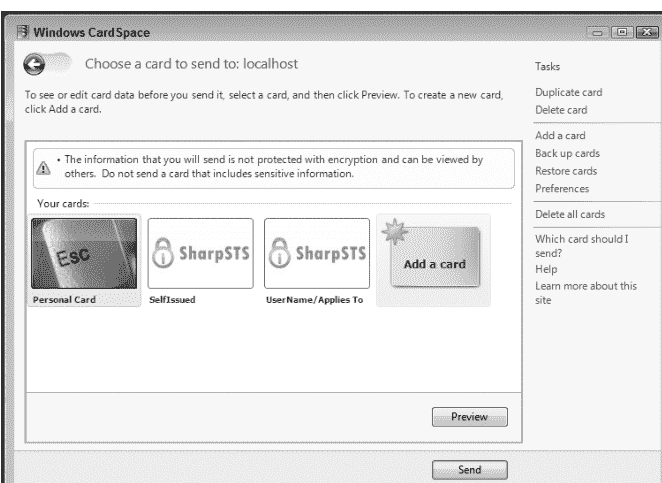 Windows CardSpace
Choose a card to send to: localhost
To see or edit card data before you send it, select a card, and then click Preview. To create a new card,
click Add a card.
• The information that you will send is not protected with encryption and can be viewed by
others. Do not send a card that includes sensitive information.
Your cards:
Esc
SharpSTS
SharpSTS
Add a card
Personal Card
SelfIssued
UserName/Applies To
Preview
Send
Tasks
Duplicate card
Delete card
Add a card
Back up cards
Restore cards
Preferences
Delete all cards
Which card should I
send?
Help
Learn more about this
site